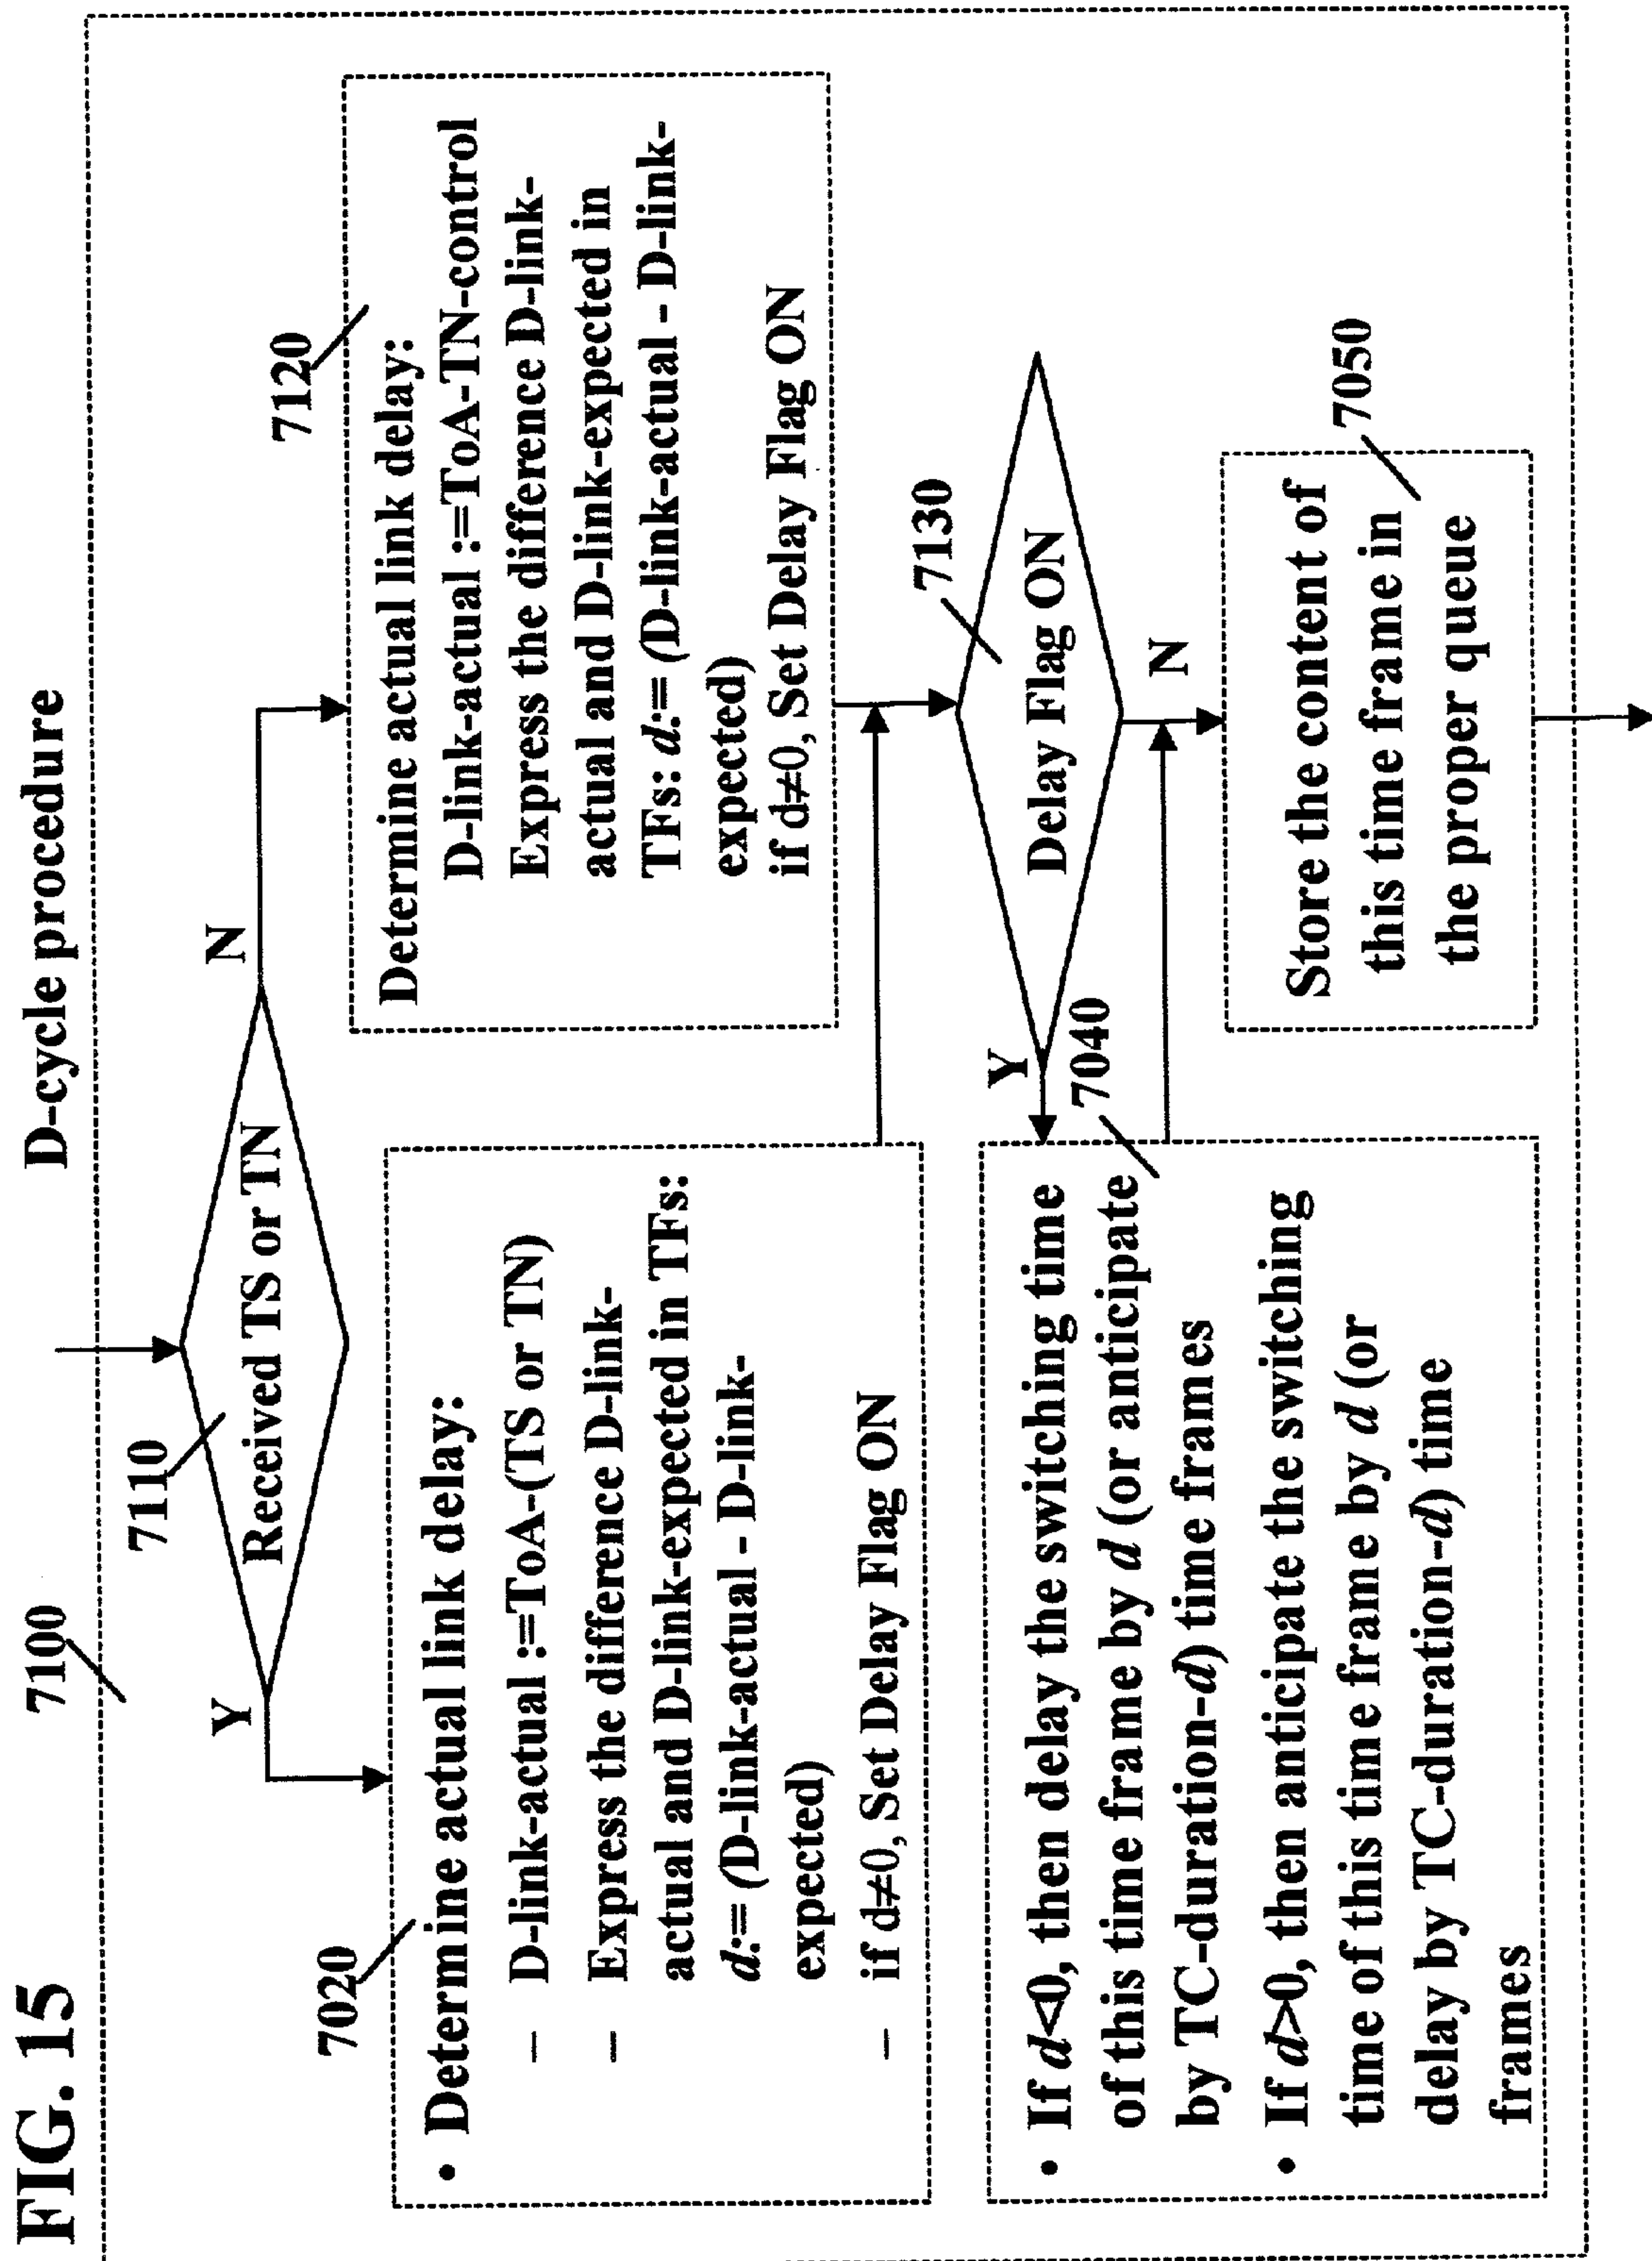 FIG. 15
D-cycle procedure
7100
7110
Received TS or TN
Y
N
7020
• Determine actual link delay:
– D-link-actual :=ToA-(TS or TN)
– Express the difference D-link-
actual and D-link-expected in TFs:
d:= (D-link-actual – D-link-
expected)
– if d≠0, Set Delay Flag ON
7120
Determine actual link delay:
D-link-actual :=ToA-TN-control
Express the difference D-link-
actual and D-link-expected in
TFs: d:= (D-link-actual – D-link-
expected)
if d≠0, Set Delay Flag ON
7130
Delay Flag ON
Y
N
7040
• If d<0, then delay the switching time
of this time frame by d (or anticipate
by TC-duration-d) time frames
• If d>0, then anticipate the switching
time of this time frame by d (or
delay by TC-duration-d) time
frames
7050
Store the content of
this time frame in
the proper queue